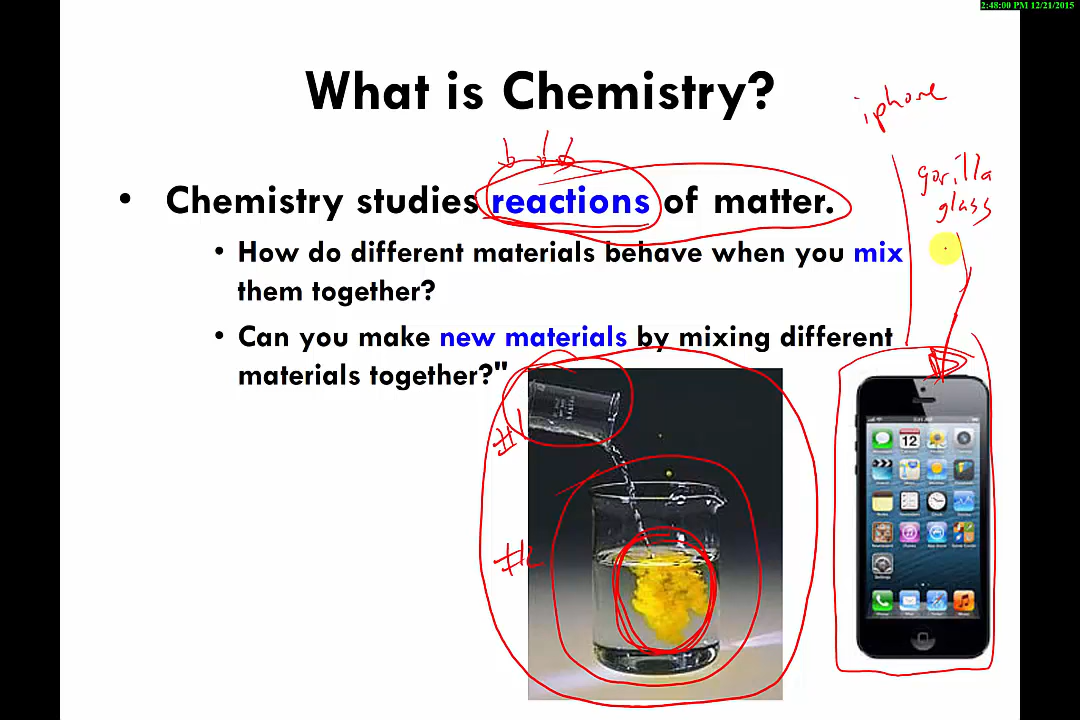 2:48:00 PM 12/21/2015
What is Chemistry?
iphone
• Chemistry studies reactions of matter.
gorilla
glass
• How do different materials behave when you mix
them together?
• Can you make new materials by mixing different
materials together?"
#1
#2
12